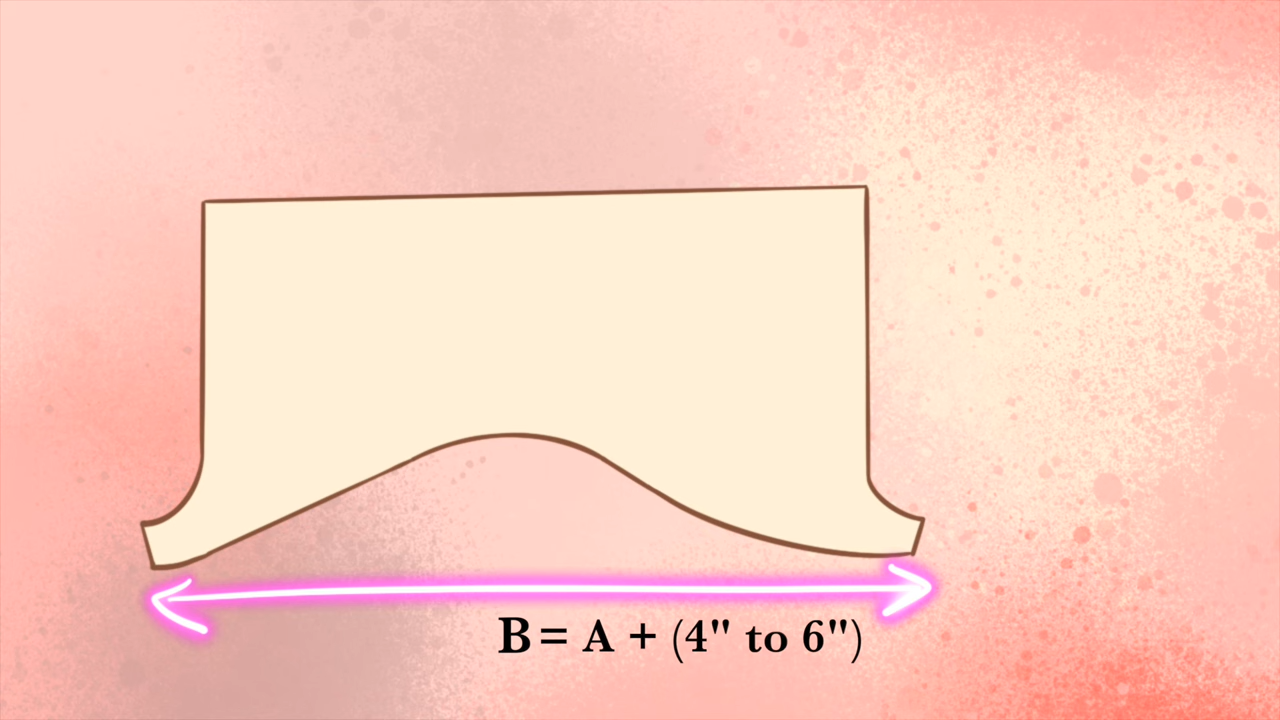 B = A + (4" to 6")